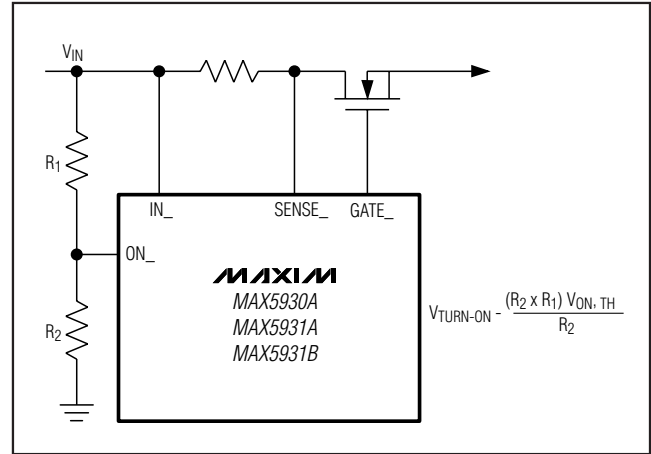 VIN
R1
IN_
SENSE_
GATE_
ON_
MAXIM
MAX5930A
MAX5931A
MAX5931B
R2
VTURN-ON - (R2 x R1) VON, TH
R2